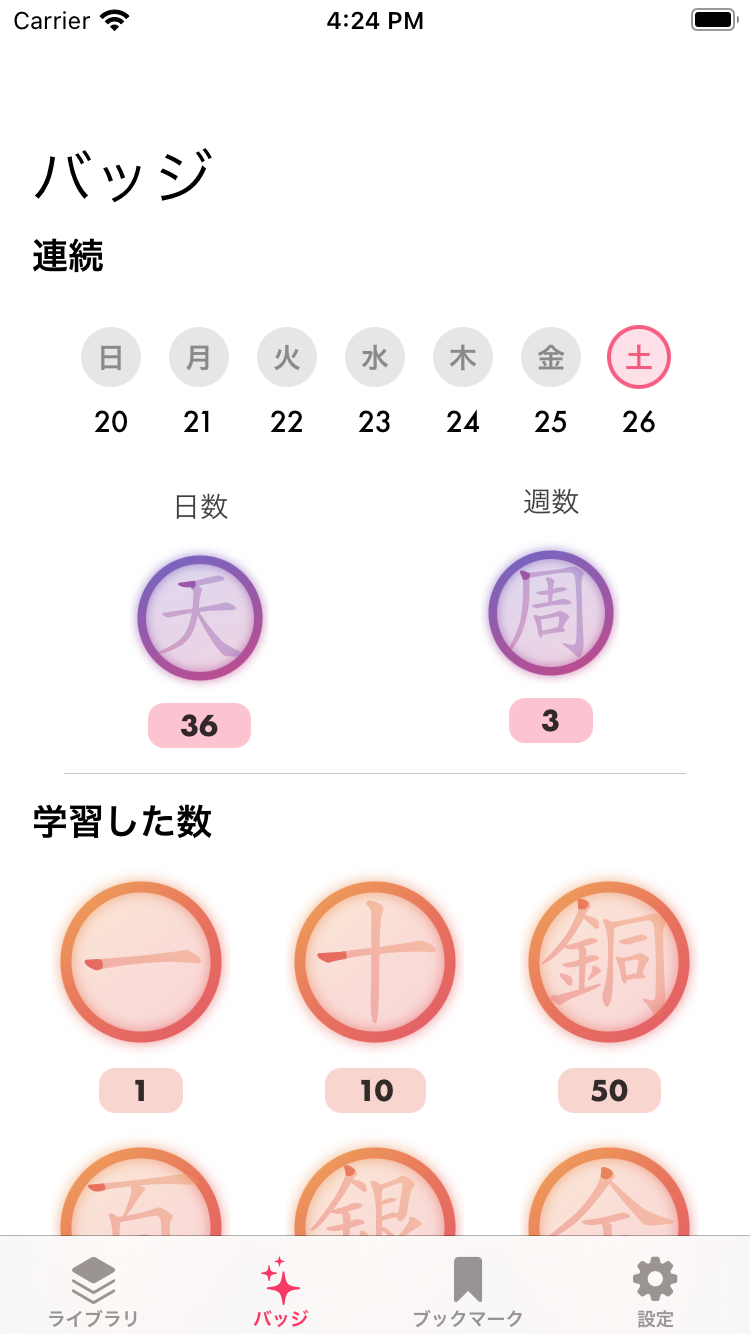 Carrier 4:24 PM
バッジ
連続
日 月 火 水 木 金 土
20 21 22 23 24 25 26
日数 週数
天 周
36 3
学習した数
一 十 銅
1 10 50
百 銀 金
ライブラリ バッジ ブックマーク 設定